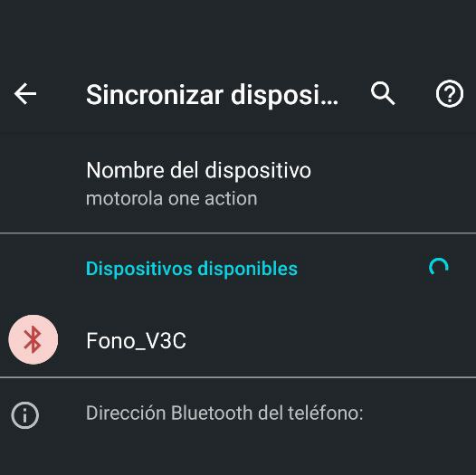 Sincronizar disposi...
Nombre del dispositivo
motorola one action
Dispositivos disponibles
Fono_V3C
Dirección Bluetooth del teléfono: